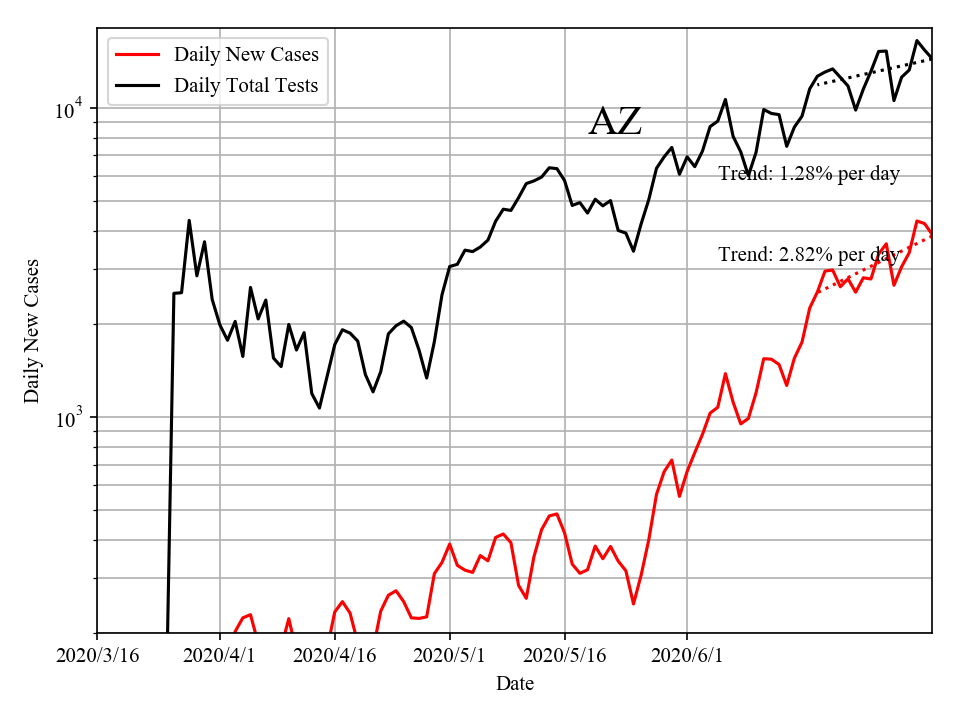 Daily New Cases
Daily Total Tests
AZ
Trend: 1.28% per day
Trend: 2.82% per day
10^4
10^3
Daily New Cases
2020/3/16 2020/4/1 2020/4/16 2020/5/1 2020/5/16 2020/6/1
Date